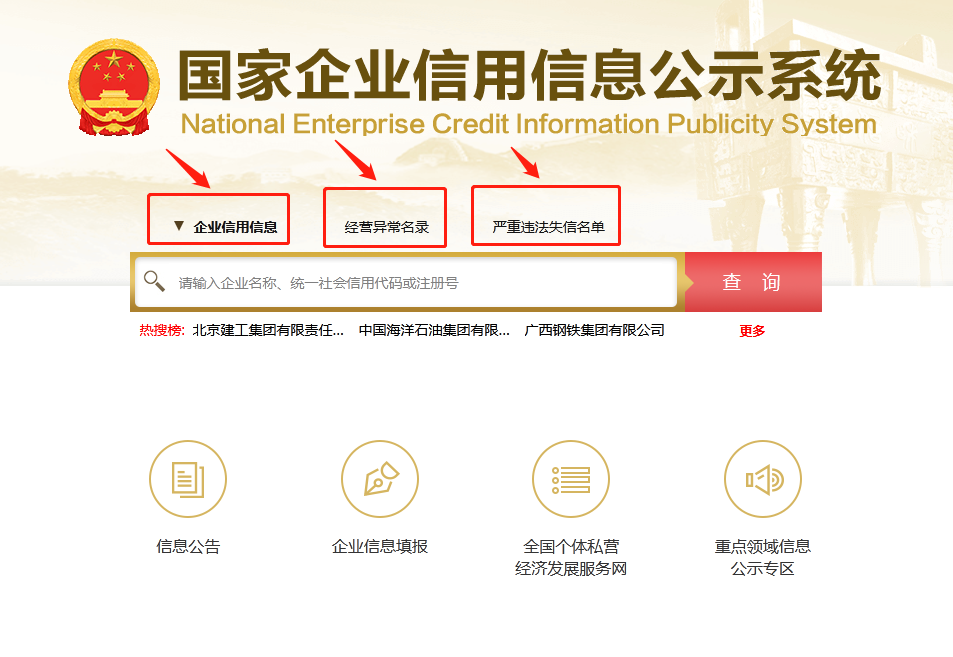 国家企业信用信息公示系统
National Enterprise Credit Information Publicity System
▼ 企业信用信息 经营异常名录 严重违法失信名单
请输入企业名称、统一社会信用代码或注册号 查 询
热搜榜: 北京建工集团有限责任... 中国海洋石油集团有限... 广西钢铁集团有限公司 更多
信息公告 企业信息填报 全国个体私营 重点领域信息
经济发展服务网 公示专区